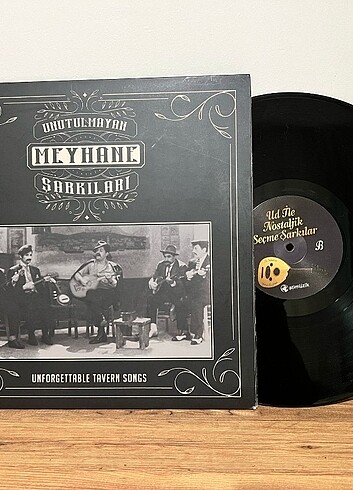 UNUTULMAYAN
MEYHANE
ŞARKILARI
UNFORGETTABLE TAVERN SONGS
Ud İle
Nostaljik
Seçme Şarkılar
B